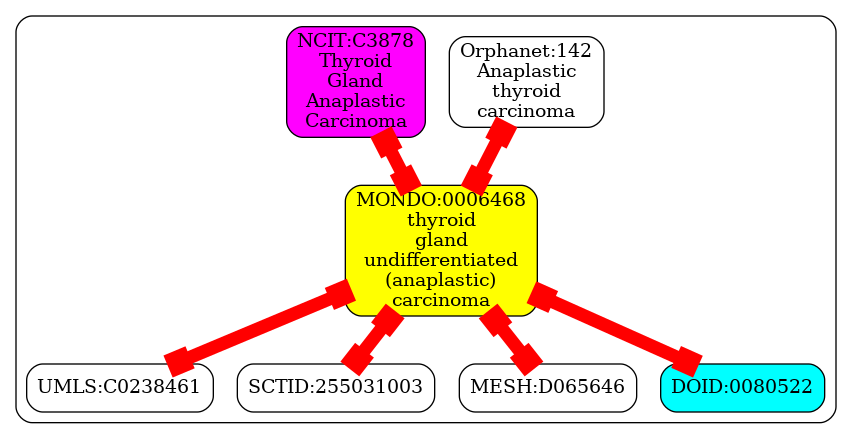 NCIT:C3878
Thyroid
Gland
Anaplastic
Carcinoma
Orphanet:142
Anaplastic
thyroid
carcinoma
MONDO:0006468
thyroid
gland
undifferentiated
(anaplastic)
carcinoma
UMLS:C0238461
SCTID:255031003
MESH:D065646
DOID:0080522